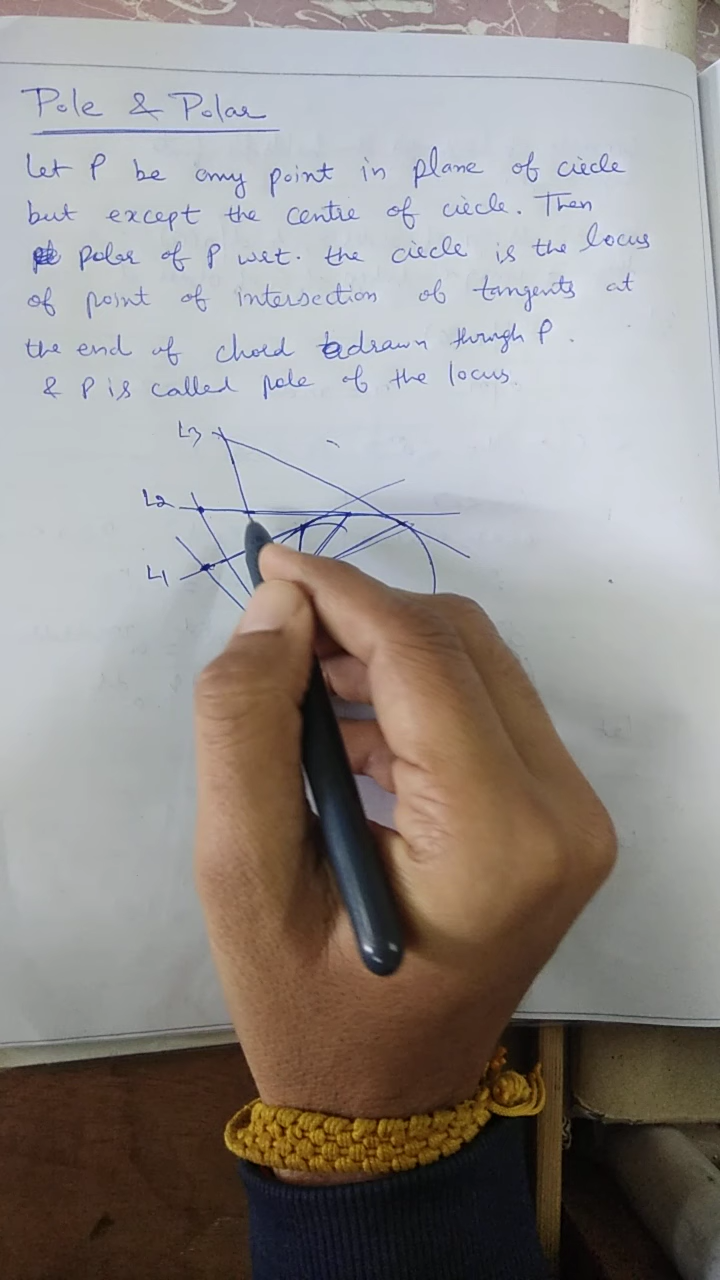 Pole & Polar
Let P be any point in plane of circle
but except the centre of circle. Then
polar of P wrt. the circle is the locus
of point of intersection of tangents at
the end of chord drawn through P.
& P is called pole of the locus.
L3
L2
L1